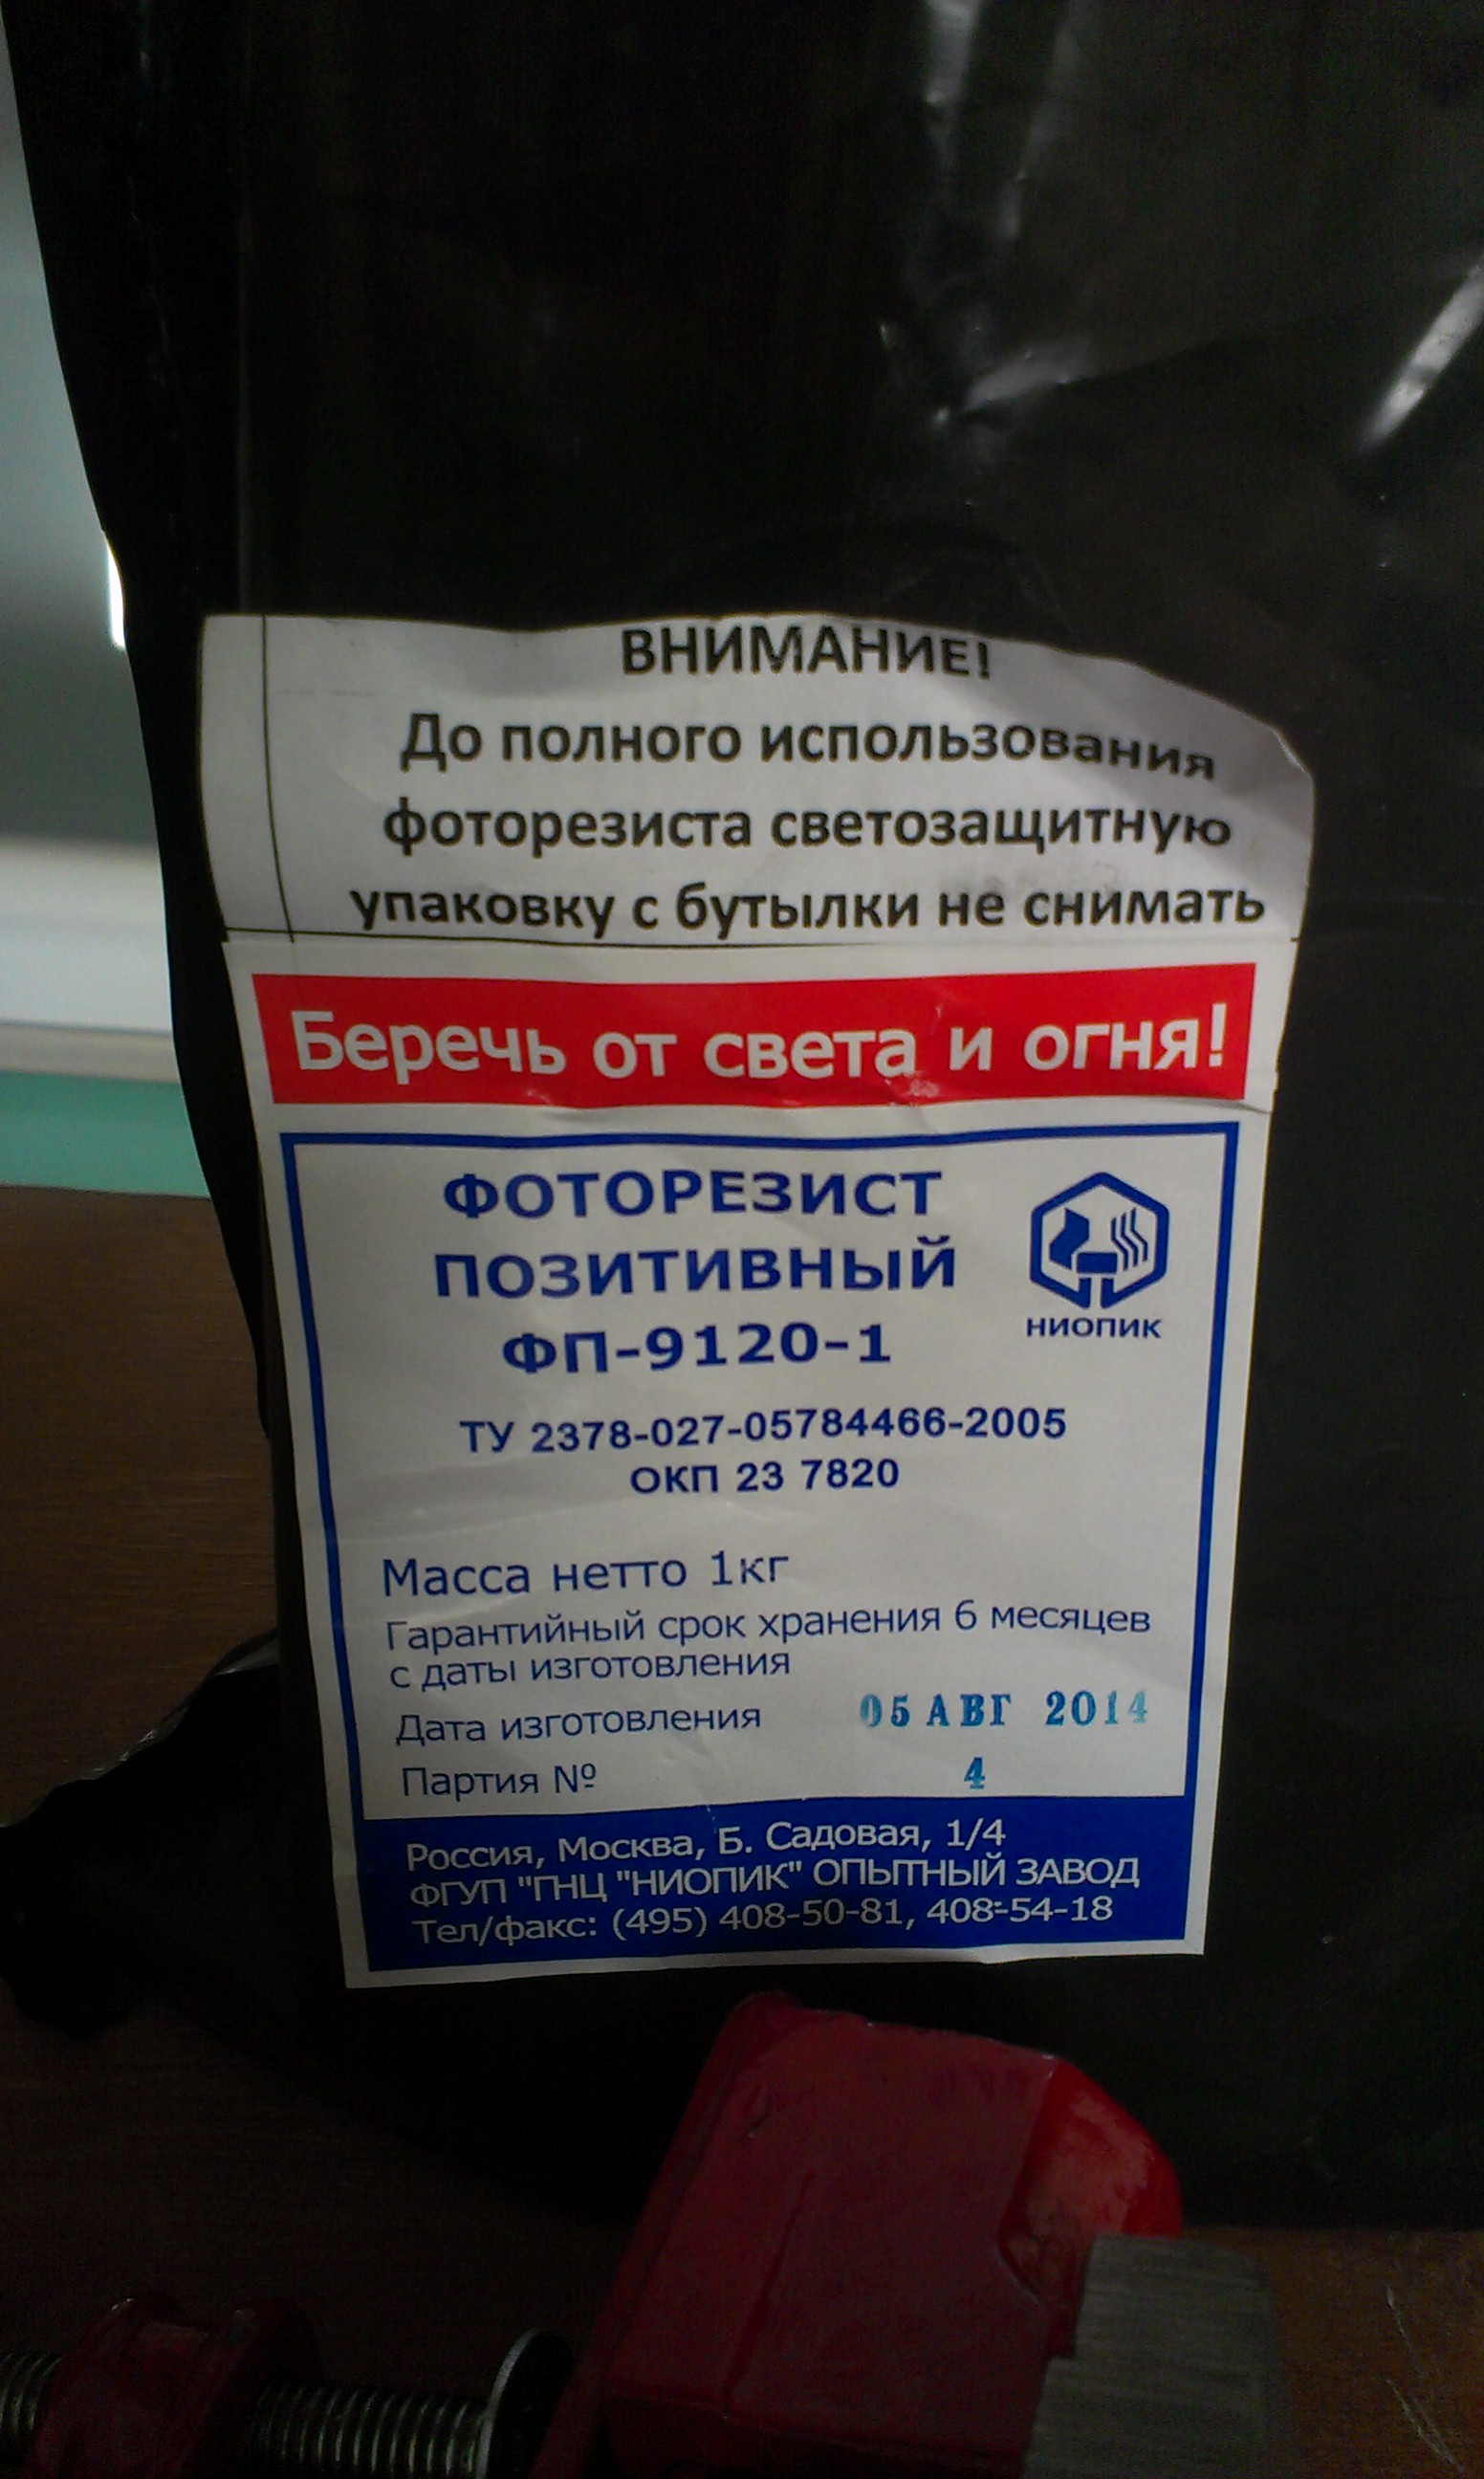 ВНИМАНИЕ!
До полного использования
фоторезиста светозащитную
упаковку с бутылки не снимать
Беречь от света и огня!
ФОТОРЕЗИСТ
ПОЗИТИВНЫЙ
ФП-9120-1
НИОПИК
ТУ 2378-027-05784466-2005
ОКП 23 7820
Масса нетто 1кг
Гарантийный срок хранения 6 месяцев
с даты изготовления
Дата изготовления 05 АВГ 2014
Партия № 4
Россия, Москва, Б. Садовая, 1/4
ФГУП "ГНЦ "НИОПИК" ОПЫТНЫЙ ЗАВОД
Тел/факс: (495) 408-50-81, 408-54-18